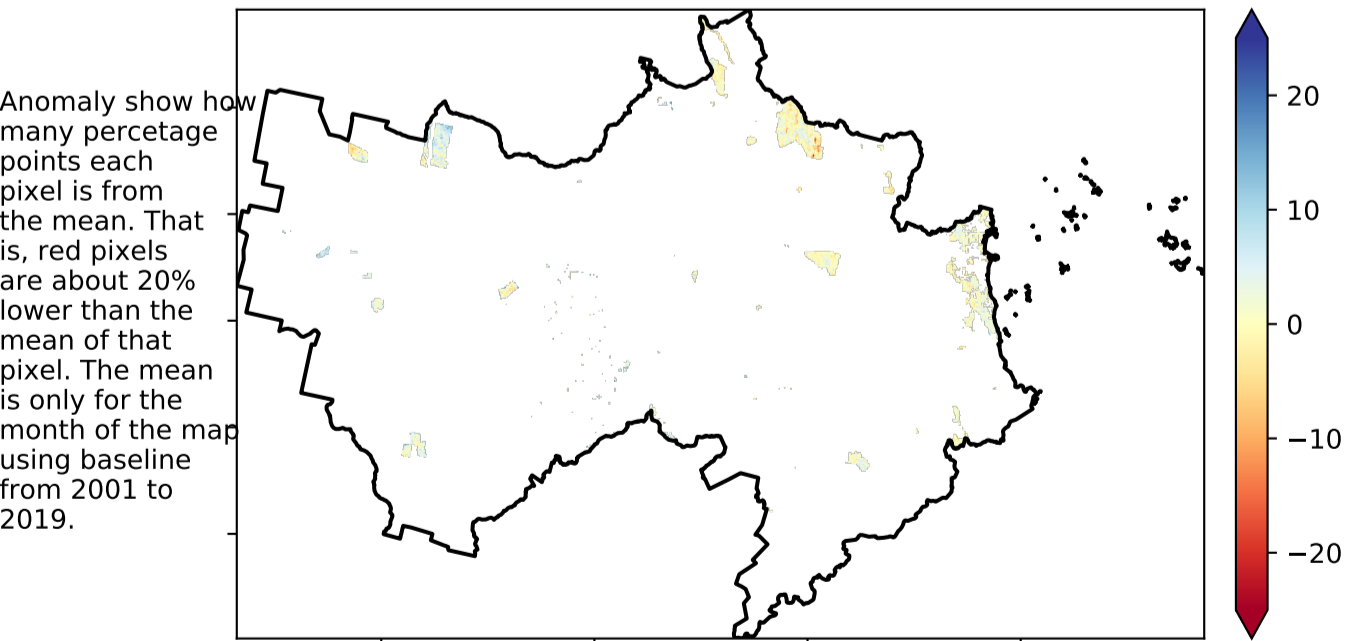 Anomaly show how
many percetage
points each
pixel is from
the mean. That
is, red pixels
are about 20%
lower than the
mean of that
pixel. The mean
is only for the
month of the map
using baseline
from 2001 to
2019.
20
10
0
−10
−20